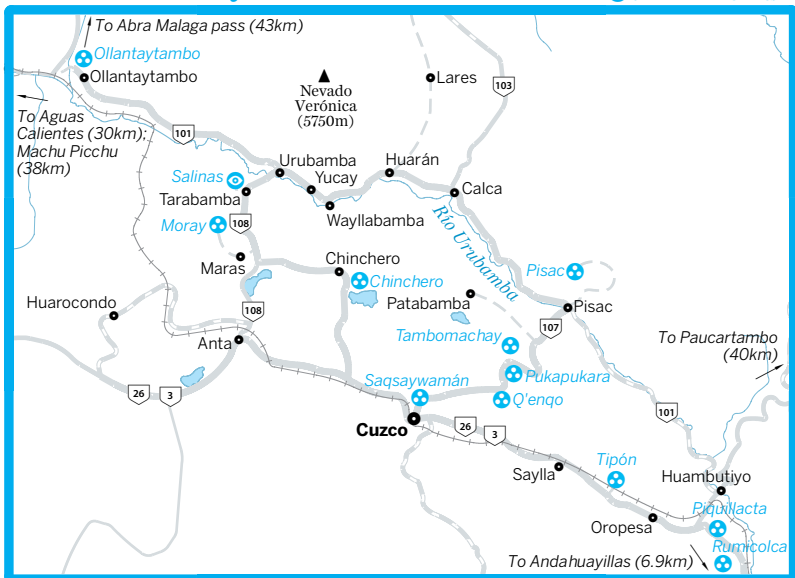 To Abra Malaga pass (43km)
Ollantaytambo
Ollantaytambo
Nevado
Verónica
(5750m)
Lares
103
To Aguas
Calientes (30km);
Machu Picchu
(38km)
101
Urubamba
Yucay
Huarán
Salinas
Tarabamba
Calca
Wayllabamba
Moray
108
Río Urubamba
Maras
Chinchero
Chinchero
Pisac
Patabamba
Huarocondo
108
Pisac
107
Anta
Tambomachay
To Paucartambo
(40km)
Saqsaywamán
Pukapukara
26
3
Q'enqo
101
Cuzco
26
3
Tipón
Saylla
Huambutiyo
Piquillacta
Oropesa
Rumicolca
To Andahuayillas (6.9km)